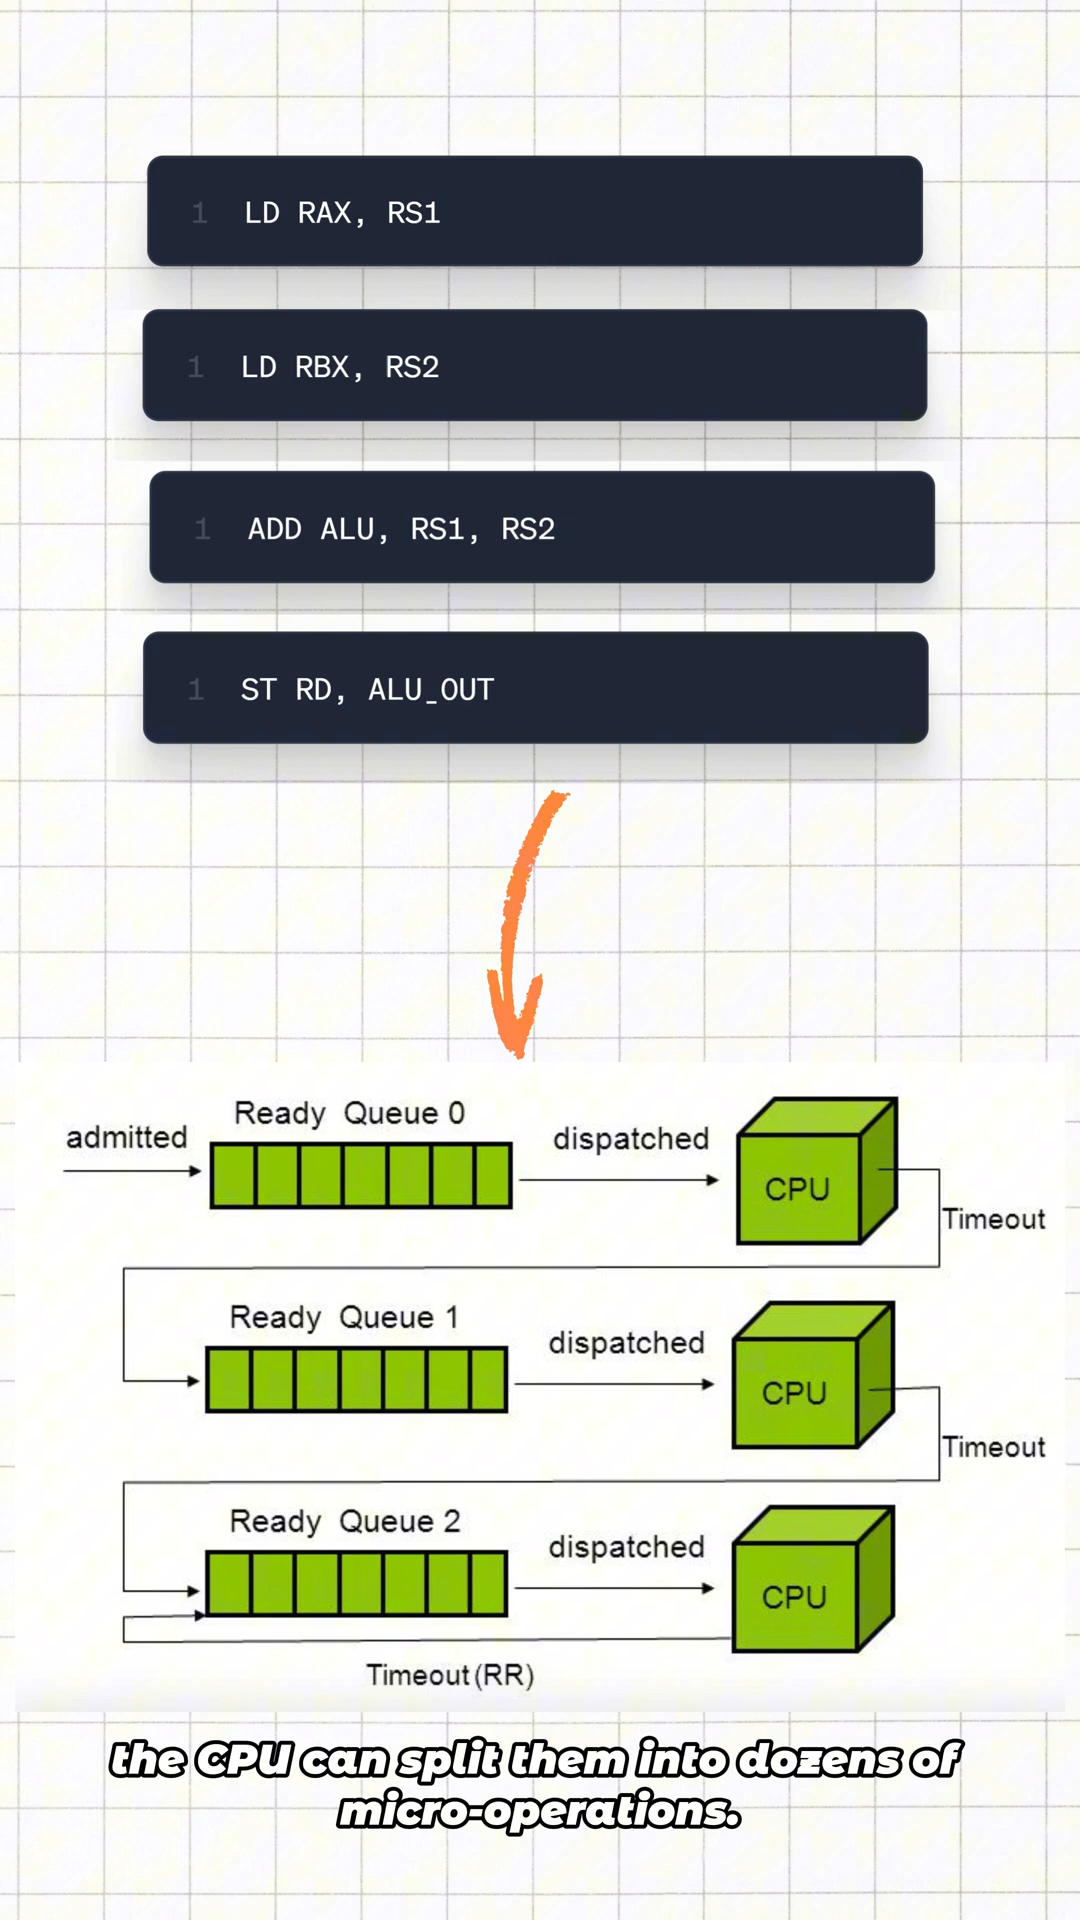 1 LD RAX, RS1
1 LD RBX, RS2
1 ADD ALU, RS1, RS2
1 ST RD, ALU_OUT
Ready Queue 0
admitted
dispatched
CPU
Timeout
Ready Queue 1
dispatched
CPU
Timeout
Ready Queue 2
dispatched
CPU
Timeout(RR)
the CPU can split them into dozens of
micro-operations.